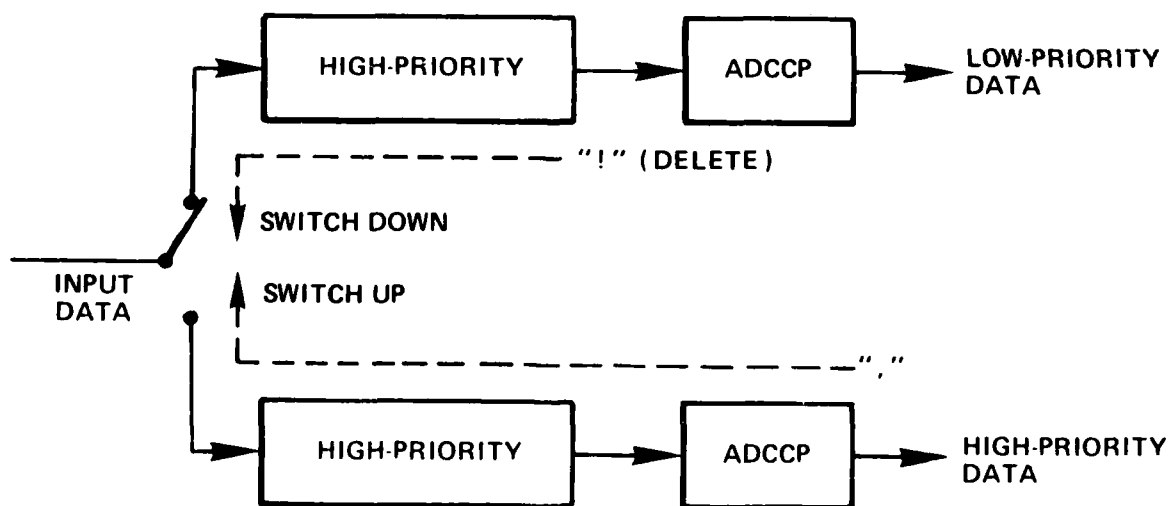 HIGH-PRIORITY
ADCCP
LOW-PRIORITY
DATA
"!" (DELETE)
SWITCH DOWN
INPUT
DATA
SWITCH UP
","
HIGH-PRIORITY
ADCCP
HIGH-PRIORITY
DATA